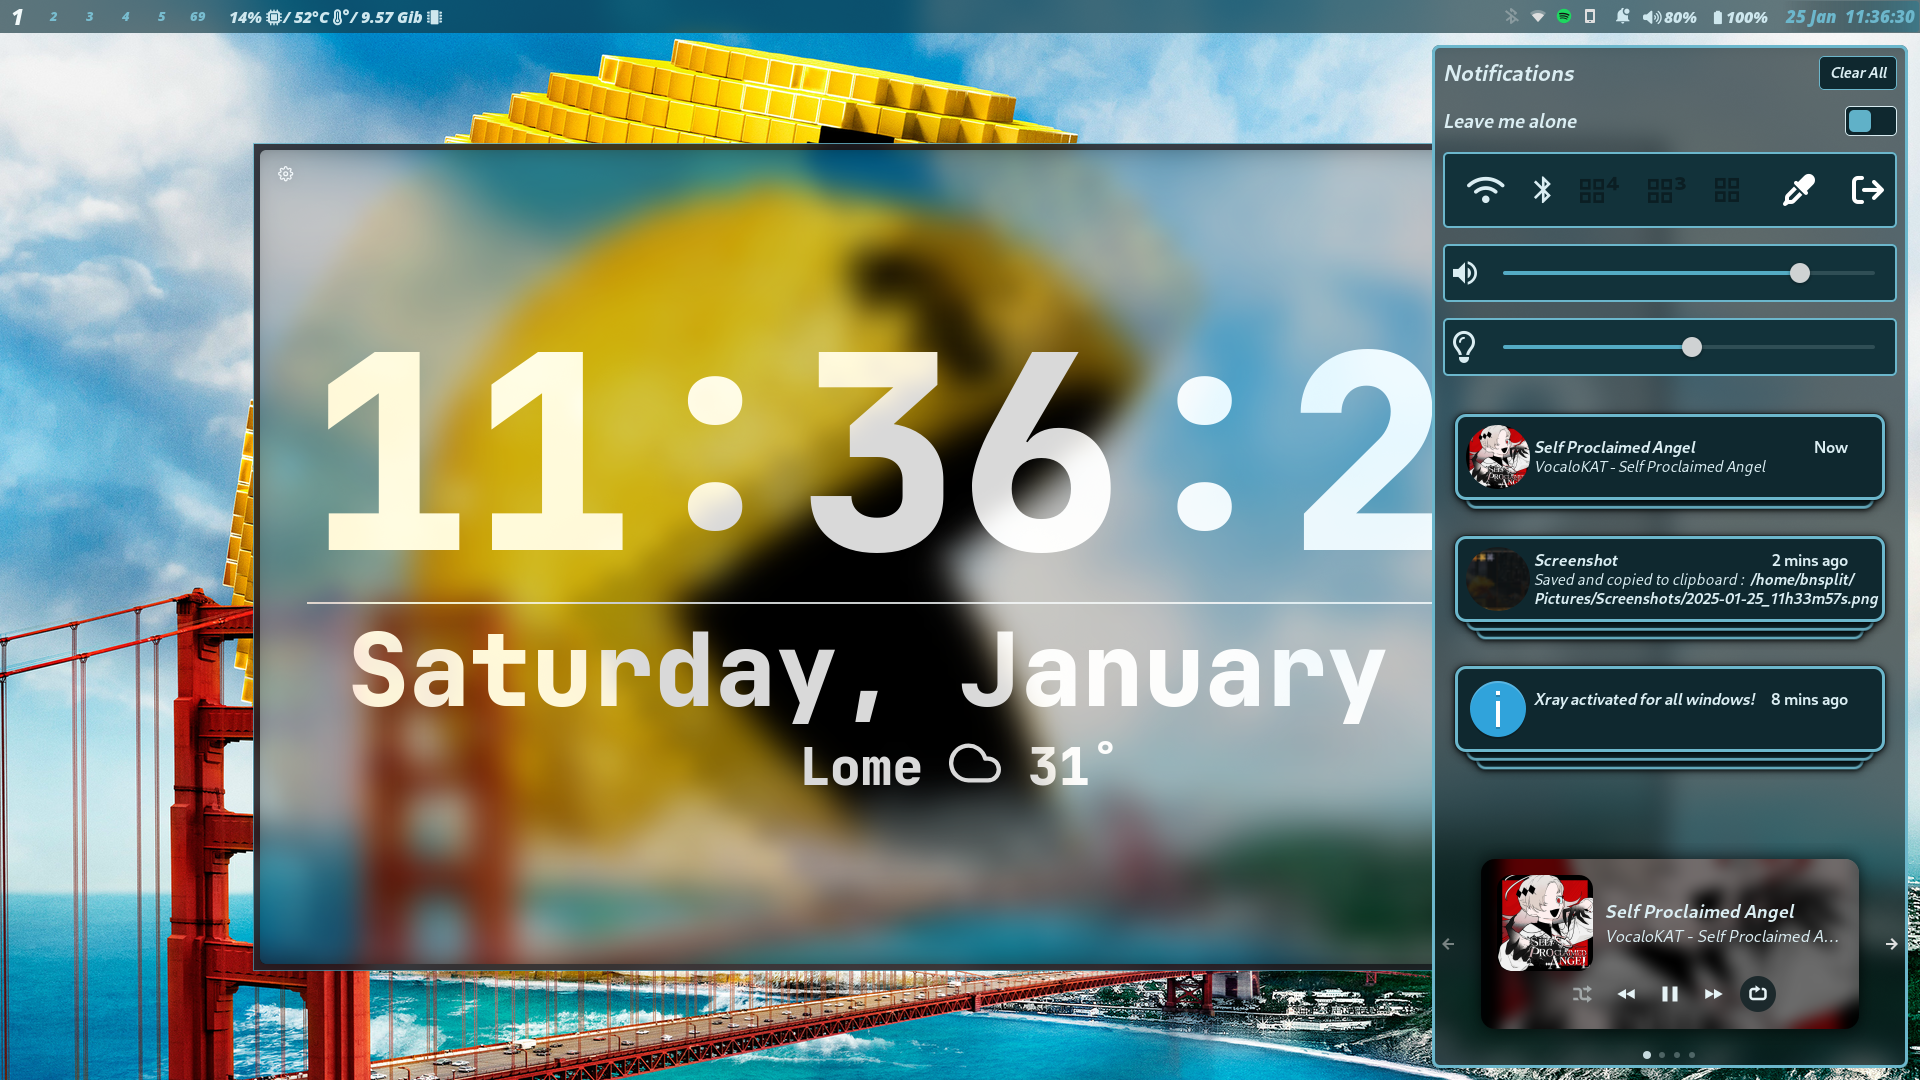 1 2 3 4 5 69 14% / 52°C / 9.57 Gib
80% 100% 25 Jan 11:36:30
Notifications
Clear All
Leave me alone
4 3
11:36:2
Saturday, January
Lome 31°
Self Proclaimed Angel Now
VocaloKAT - Self Proclaimed Angel
Screenshot 2 mins ago
Saved and copied to clipboard : /home/bnsplit/
Pictures/Screenshots/2025-01-25_11h33m57s.png
Xray activated for all windows! 8 mins ago
SELF
PROCLAIMED
ANGEL
Self Proclaimed Angel
VocaloKAT - Self Proclaimed A...